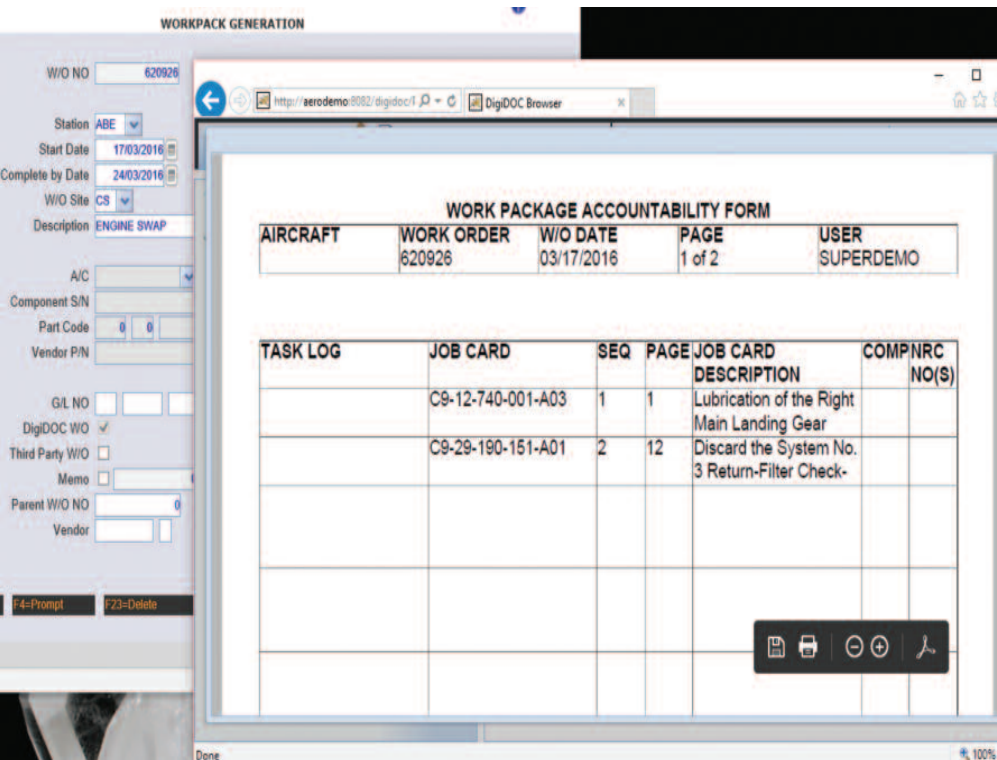 WORKPACK GENERATION
W/O NO 620926
Station ABE
Start Date 17/03/2016
Complete by Date 24/03/2016
W/O Site CS
Description ENGINE SWAP
A/C
Component S/N
Part Code 0 0
Vendor P/N
G/L NO
DigiDOC WO
Third Party W/O
Memo
Parent W/O NO 0
Vendor
F4=Prompt F23=Delete
http://aerodemo:8082/digidoc/ DigiDOC Browser
WORK PACKAGE ACCOUNTABILITY FORM
AIRCRAFT WORK ORDER W/O DATE PAGE USER
620926 03/17/2016 1 of 2 SUPERDEMO
TASK LOG JOB CARD SEQ PAGE JOB CARD COMP NRC
DESCRIPTION NO(S)
C9-12-740-001-A03 1 1 Lubrication of the Right
Main Landing Gear
C9-29-190-151-A01 2 12 Discard the System No.
3 Return-Filter Check-
Done 100%